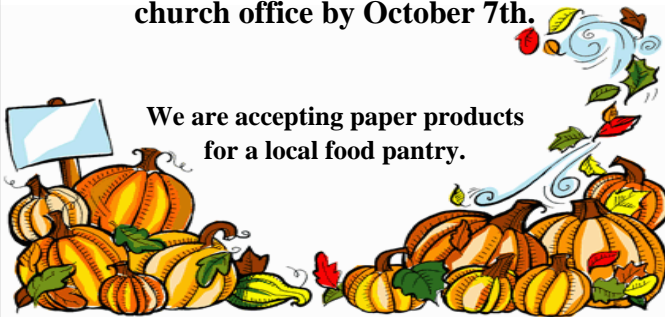 church office by October 7th.
We are accepting paper products
for a local food pantry.